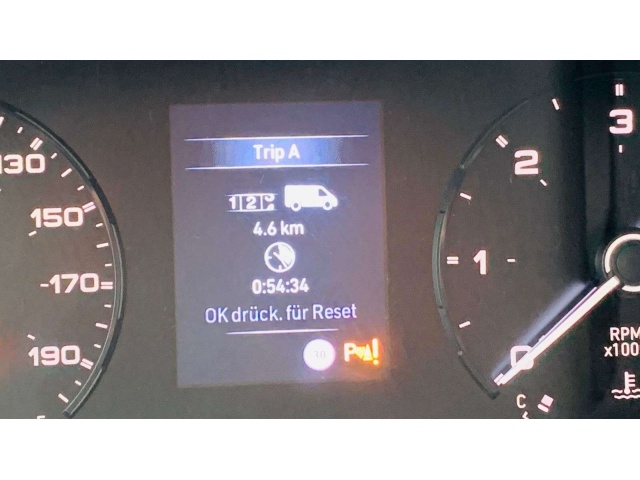 Trip A
12
4.6 km
0:54:34
OK drück. für Reset
P!
130
150
170
190
3
2
1
0
RPM
x100
C